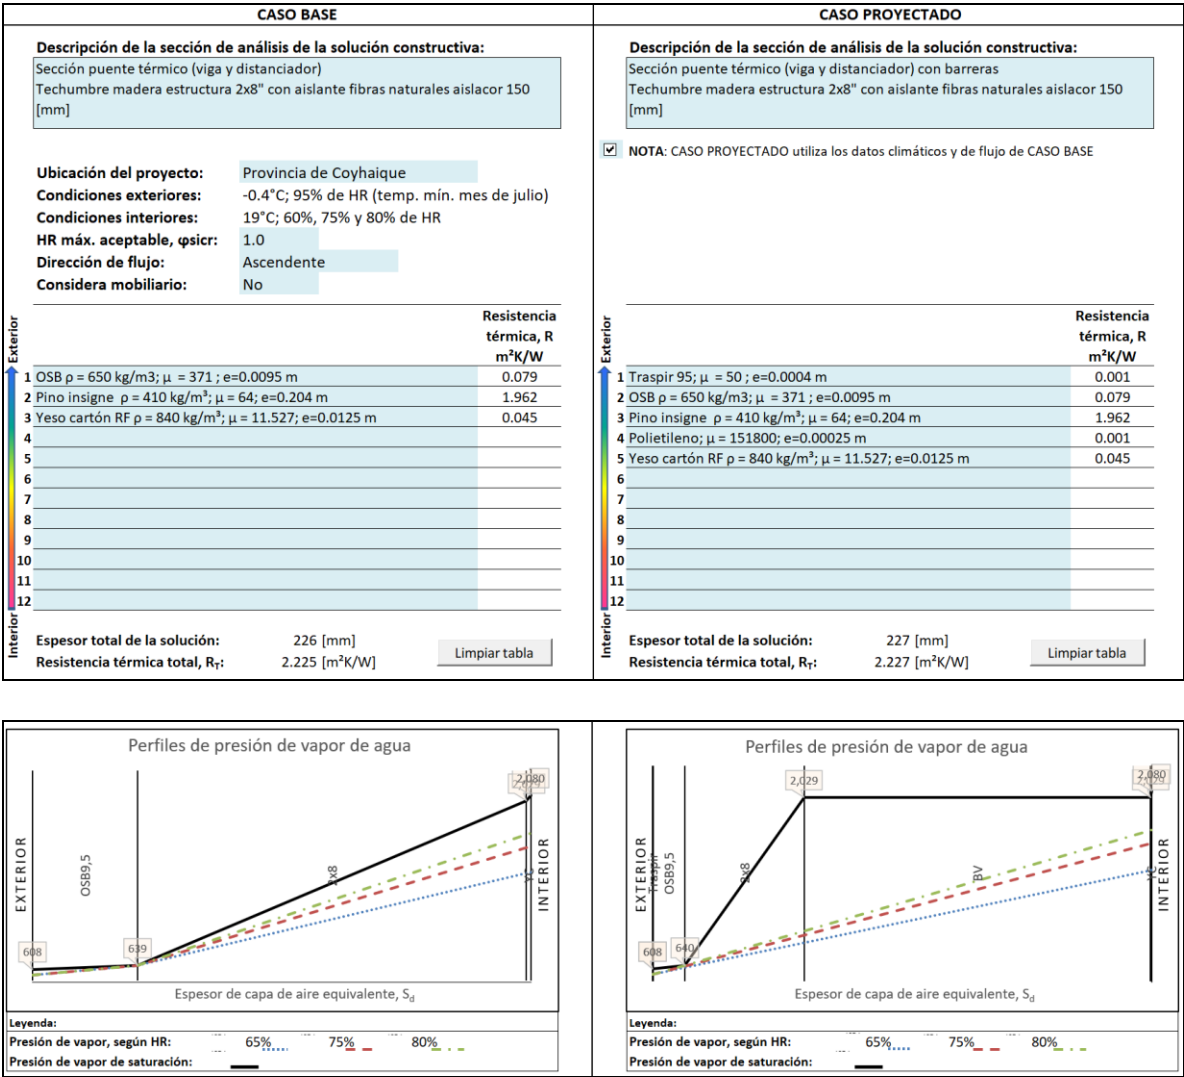 CASO BASE
Descripción de la sección de análisis de la solución constructiva:
Sección puente térmico (viga y distanciador)
Techumbre madera estructura 2x8" con aislante fibras naturales aislacor 150
[mm]
Ubicación del proyecto: Provincia de Coyhaique
Condiciones exteriores: -0.4°C; 95% de HR (temp. mín. mes de julio)
Condiciones interiores: 19°C; 60%, 75% y 80% de HR
HR máx. aceptable, φsicr: 1.0
Dirección de flujo: Ascendente
Considera mobiliario: No
Resistencia
térmica, R
m²K/W
Exterior
1 OSB ρ = 650 kg/m3; μ = 371 ; e=0.0095 m 0.079
2 Pino insigne ρ = 410 kg/m³; μ = 64; e=0.204 m 1.962
3 Yeso cartón RF ρ = 840 kg/m³; μ = 11.527; e=0.0125 m 0.045
4
5
6
7
8
9
10
11
12
Interior
Espesor total de la solución: 226 [mm]
Resistencia térmica total, RT: 2.225 [m²K/W]
Limpiar tabla
CASO PROYECTADO
Descripción de la sección de análisis de la solución constructiva:
Sección puente térmico (viga y distanciador) con barreras
Techumbre madera estructura 2x8" con aislante fibras naturales aislacor 150
[mm]
NOTA: CASO PROYECTADO utiliza los datos climáticos y de flujo de CASO BASE
Resistencia
térmica, R
m²K/W
Exterior
1 Traspir 95; μ = 50 ; e=0.0004 m 0.001
2 OSB ρ = 650 kg/m3; μ = 371 ; e=0.0095 m 0.079
3 Pino insigne ρ = 410 kg/m³; μ = 64; e=0.204 m 1.962
4 Polietileno; μ = 151800; e=0.00025 m 0.001
5 Yeso cartón RF ρ = 840 kg/m³; μ = 11.527; e=0.0125 m 0.045
6
7
8
9
10
11
12
Interior
Espesor total de la solución: 227 [mm]
Resistencia térmica total, RT: 2.227 [m²K/W]
Limpiar tabla
Perfiles de presión de vapor de agua
2,080
EXTERIOR
OSB9,5
2x8
YC
INTERIOR
608
639
Espesor de capa de aire equivalente, Sd
Leyenda:
Presión de vapor, según HR: 65% 75% 80%
Presión de vapor de saturación:
Perfiles de presión de vapor de agua
2,029
2,080
EXTERIOR
Traspir
OSB9,5
2x8
BV
YC
INTERIOR
608
640
Espesor de capa de aire equivalente, Sd
Leyenda:
Presión de vapor, según HR: 65% 75% 80%
Presión de vapor de saturación: